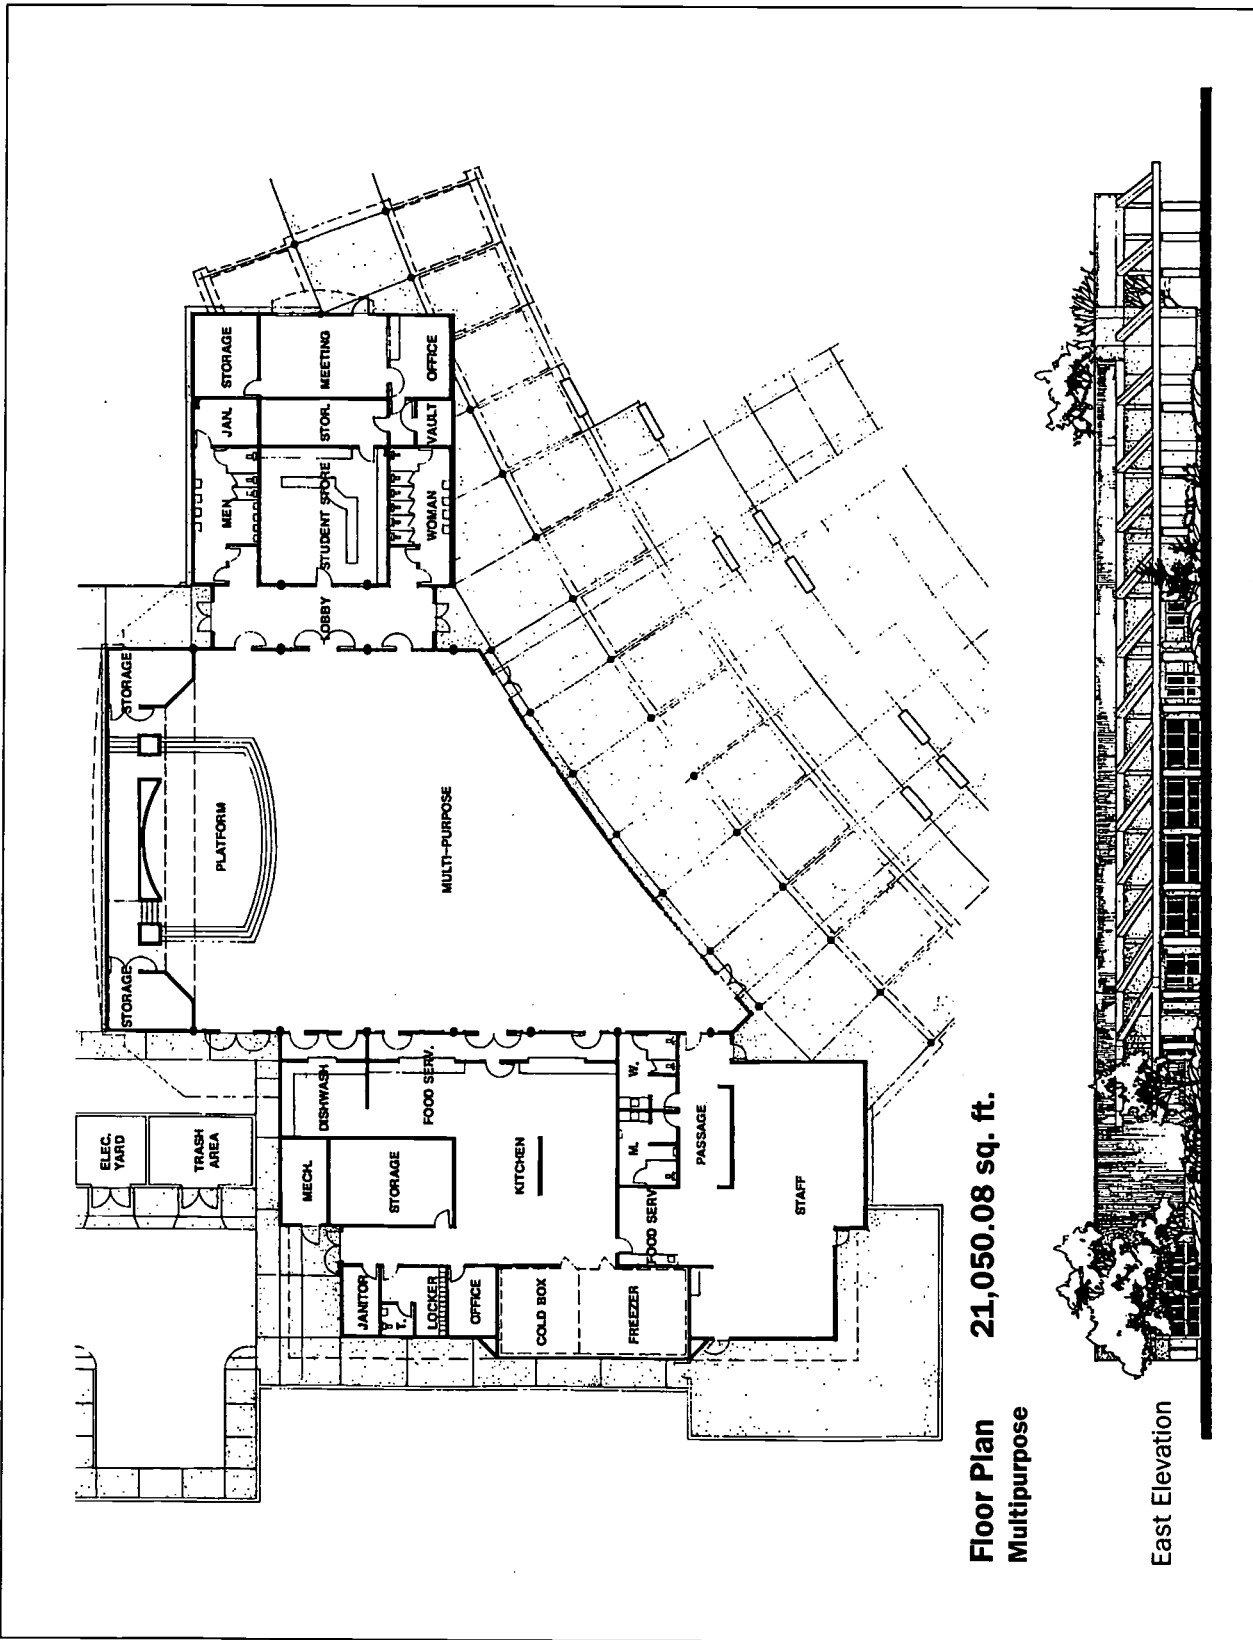 ELEC.
YARD
TRASH
AREA
STORAGE
PLATFORM
STORAGE
STORAGE
JAN.
MEN
MEETING
STOR.
STUDENT STORE
LOBBY
OFFICE
VAULT
WOMAN
MULTI-PURPOSE
MECH.
DISHWASH
STORAGE
FOOD SERV.
JANITOR
T.
LOCKER
OFFICE
KITCHEN
COLD BOX
FREEZER
M.
W.
FOOD SERV
PASSAGE
STAFF
Floor Plan 21,050.08 sq. ft.
Multipurpose
East Elevation